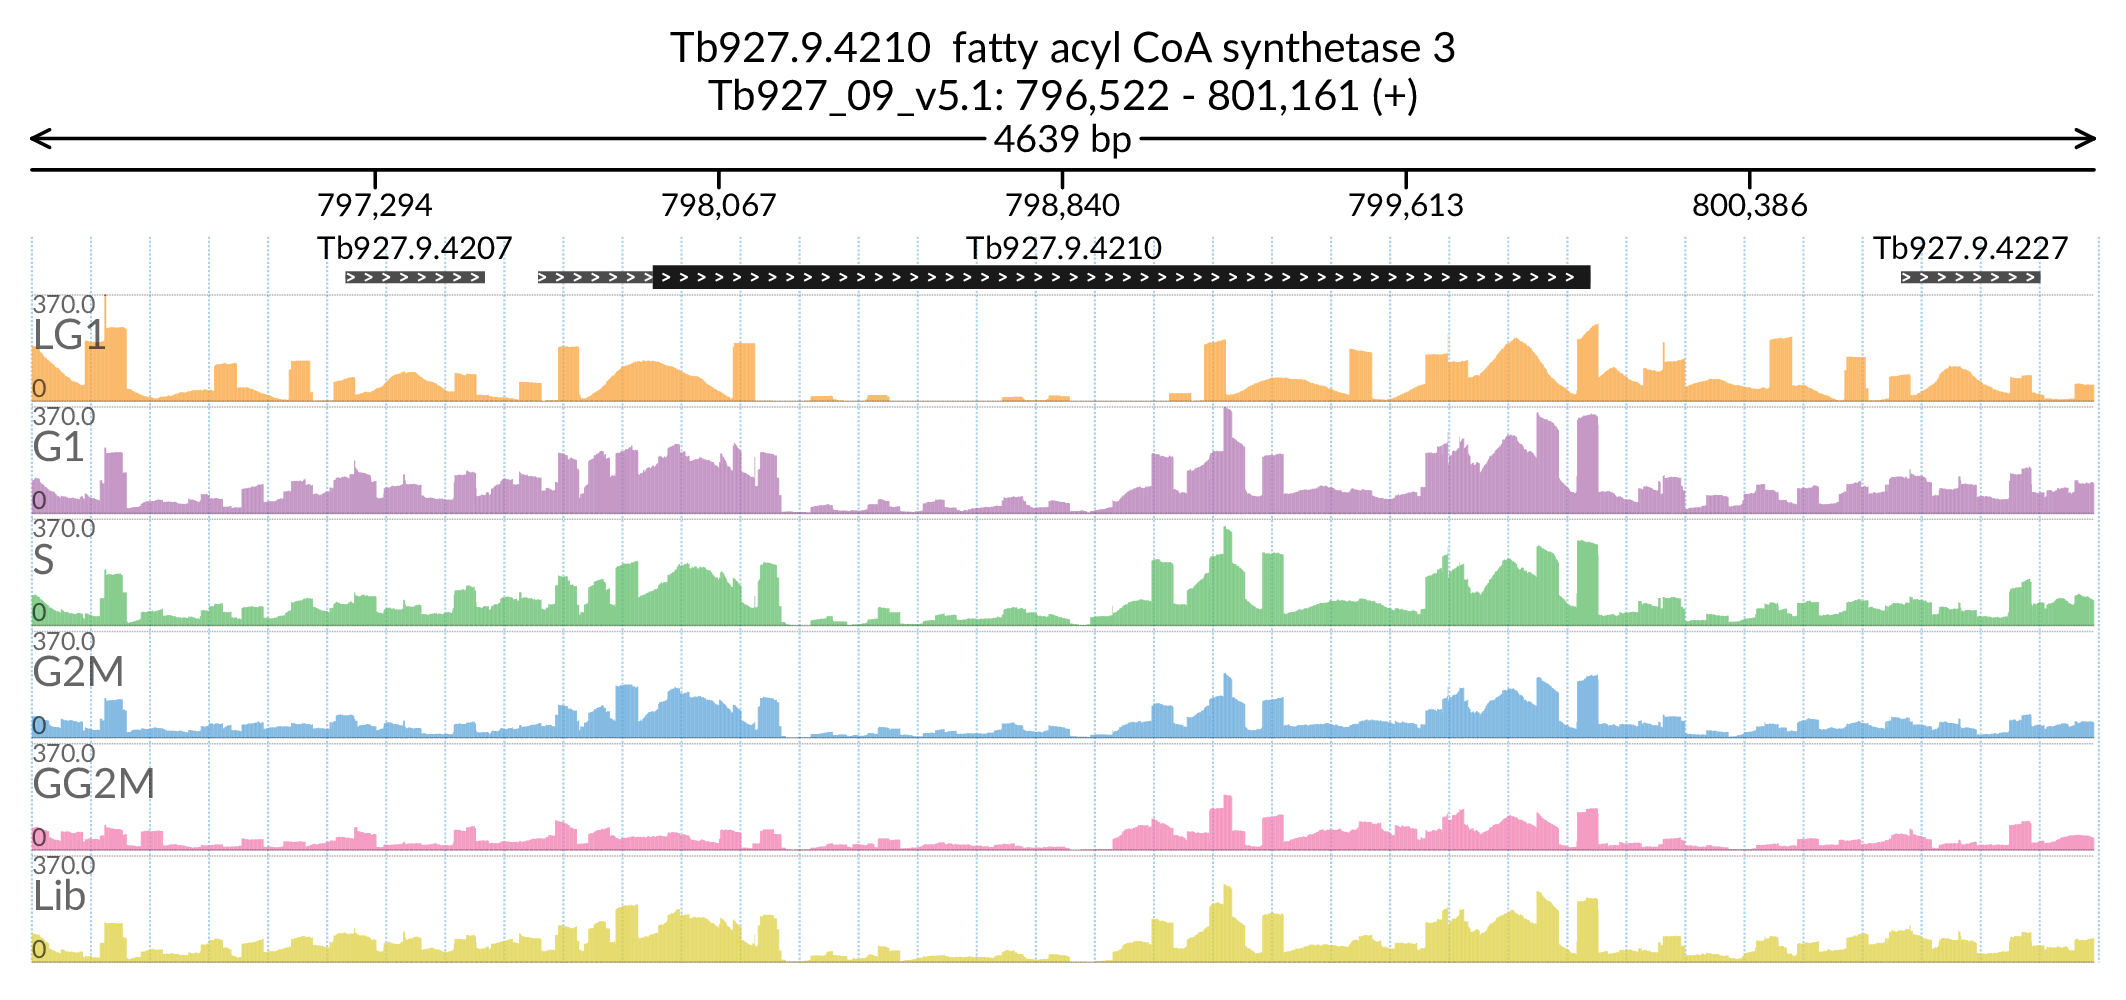 Tb927.9.4210  fatty acyl CoA synthetase 3
Tb927_09_v5.1: 796,522 - 801,161 (+)
4639 bp
797,294 798,067 798,840 799,613 800,386
Tb927.9.4207 Tb927.9.4210 Tb927.9.4227
370.0
LG1
0
370.0
G1
0
370.0
S
0
370.0
G2M
0
370.0
GG2M
0
370.0
Lib
0